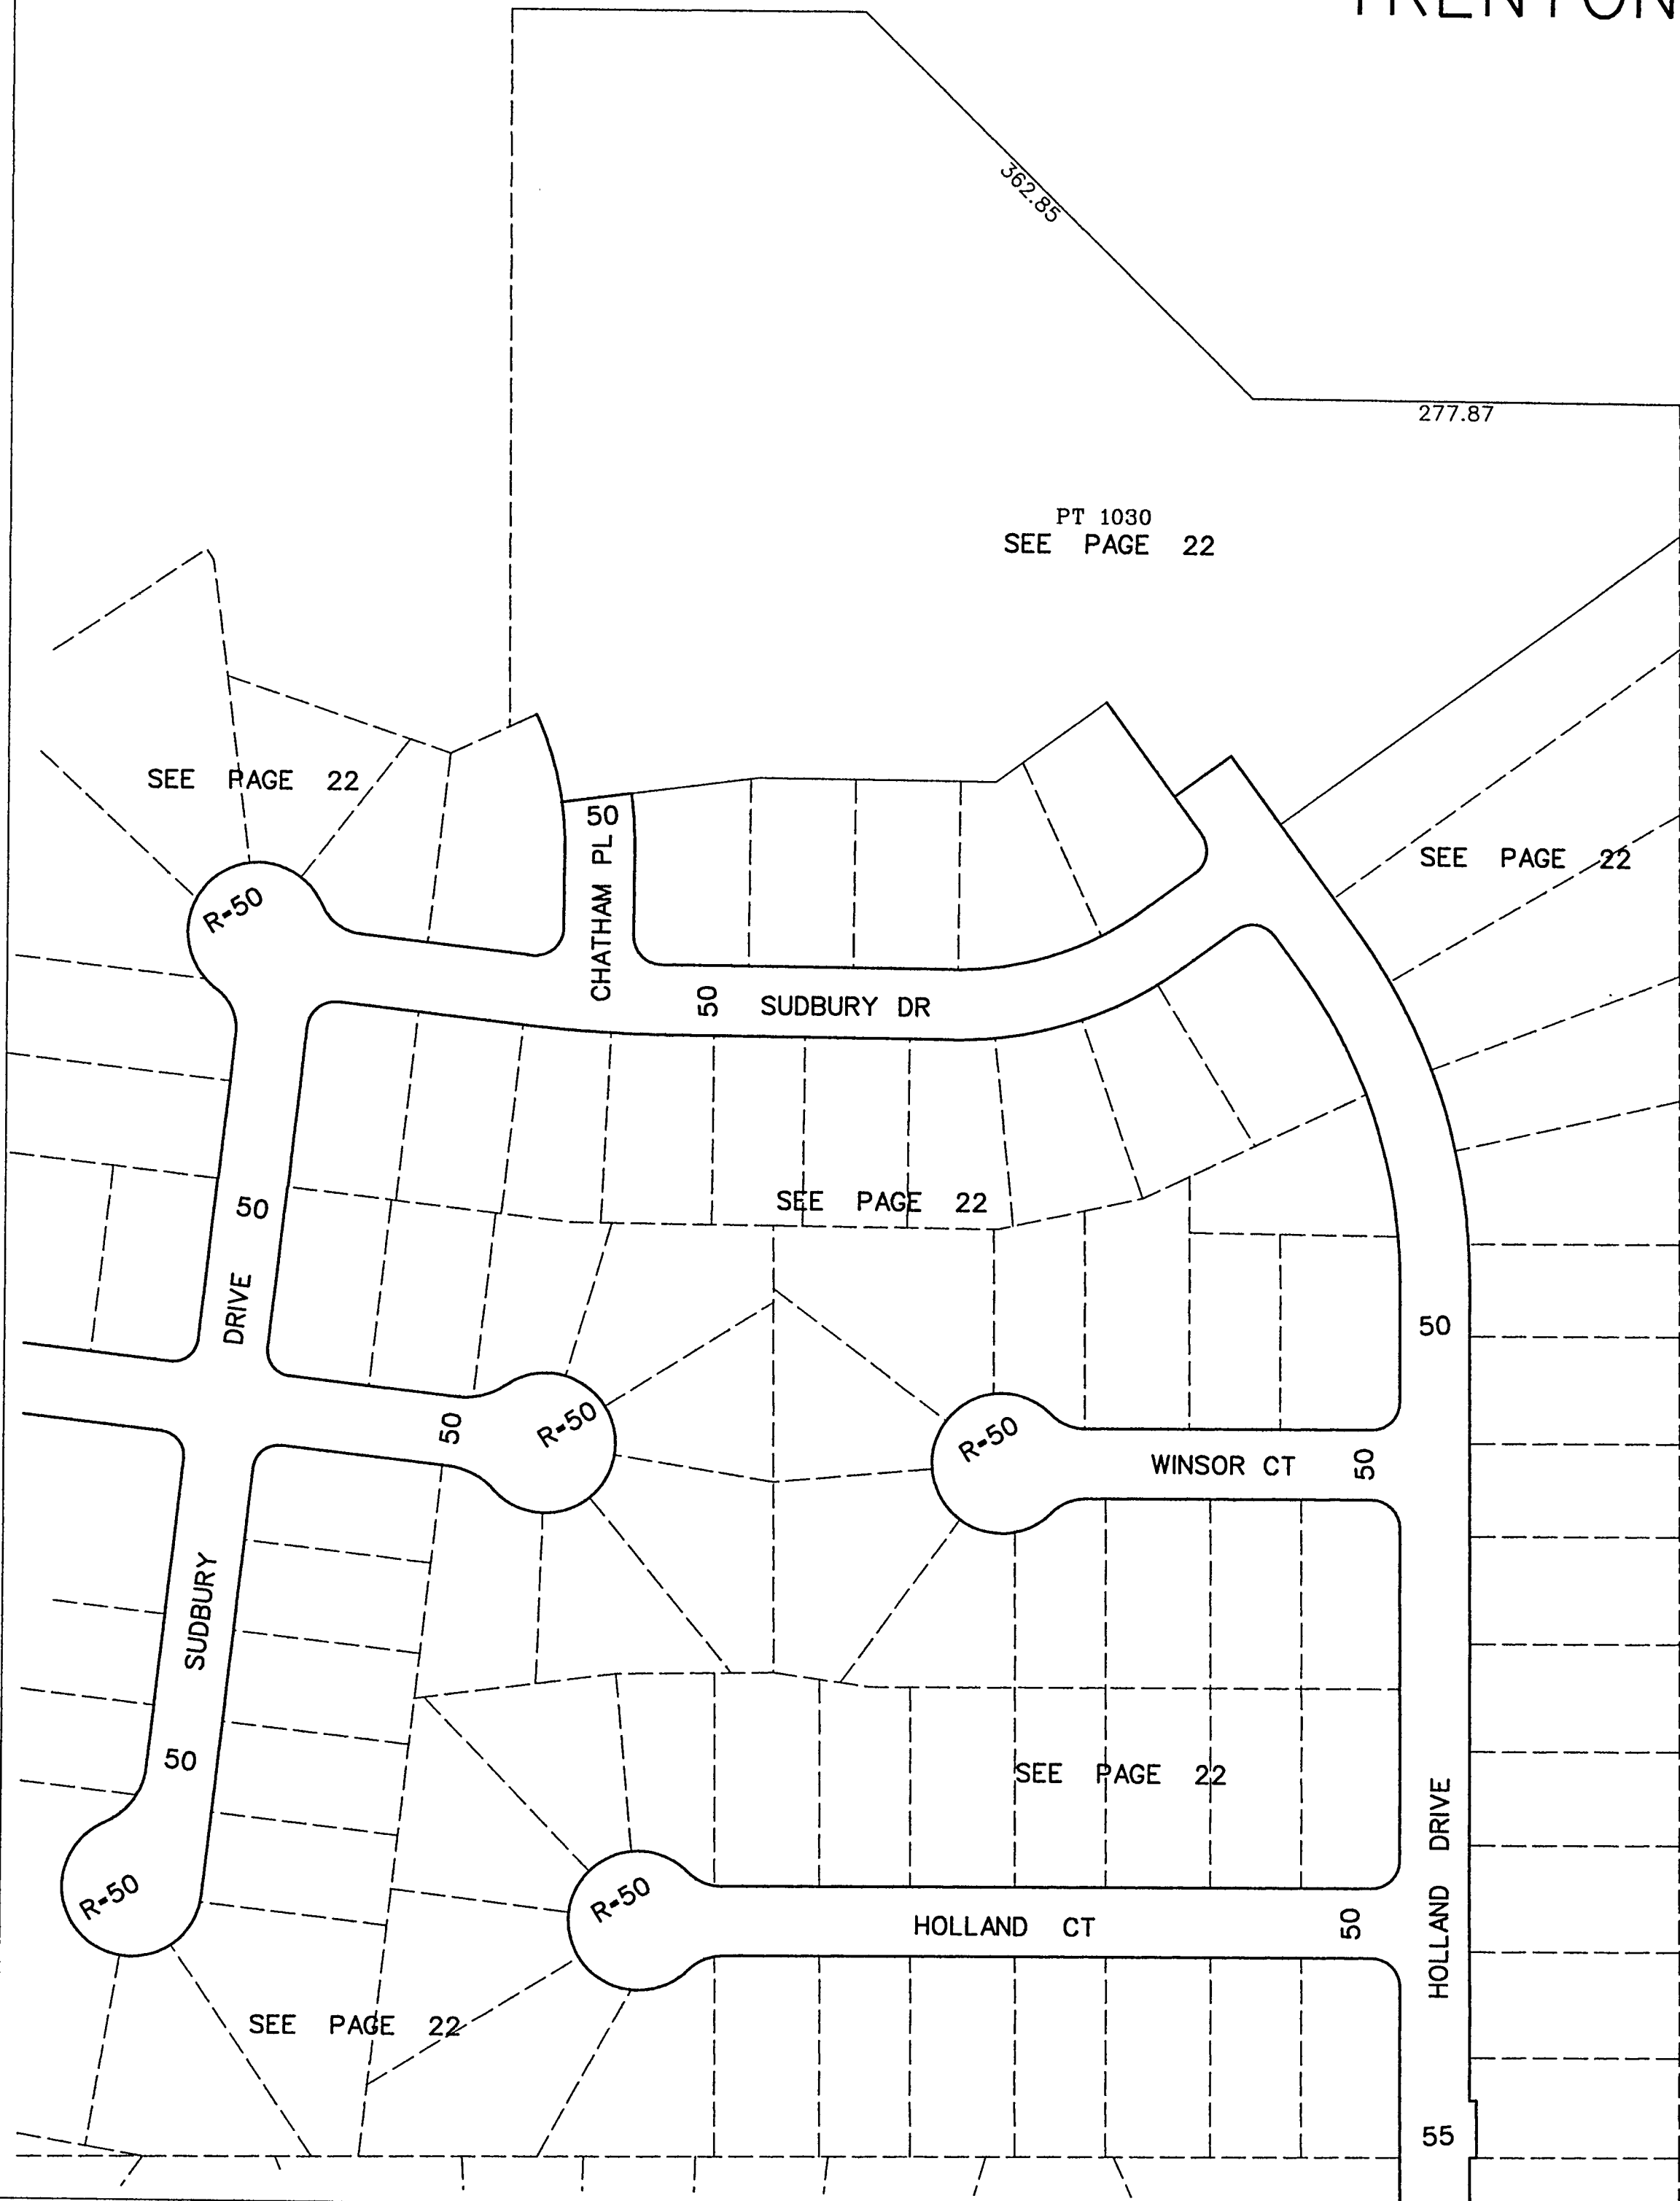 TRENTON
362.85
277.87
PT 1030
SEE PAGE 22
SEE PAGE 22
50
CHATHAM PL
SEE PAGE 22
R-50
50
SUDBURY DR
50
SEE PAGE 22
DRIVE
50
50
R-50
R-50
WINSOR CT
50
SUDBURY
50
SEE PAGE 22
HOLLAND DRIVE
R-50
R-50
HOLLAND CT
50
SEE PAGE 22
55